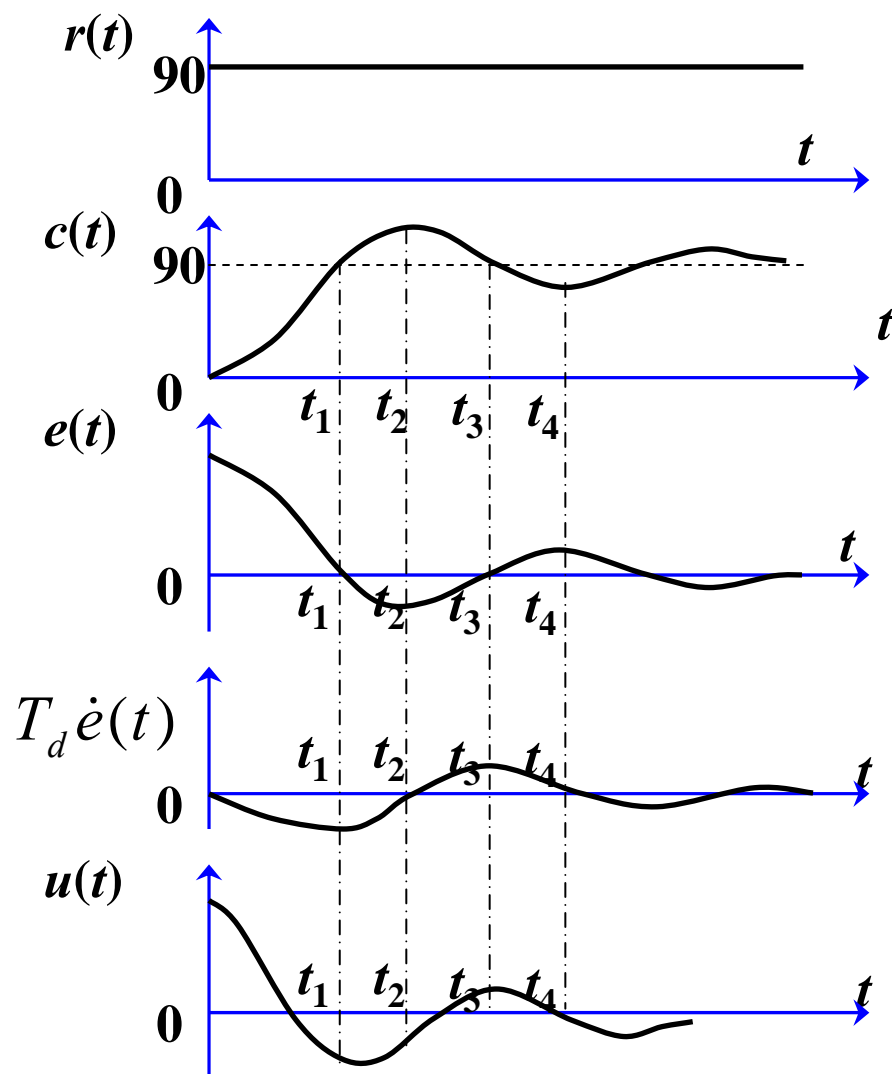 r(t)
90
t
0
c(t)
90
t
0
t₁ t₂ t₃ t₄
e(t)
t
0
t₁ t₂ t₃ t₄
T_d ė(t)
t₁ t₂ t₃ t₄ t
0
u(t)
t₁ t₂ t₃ t₄ t
0